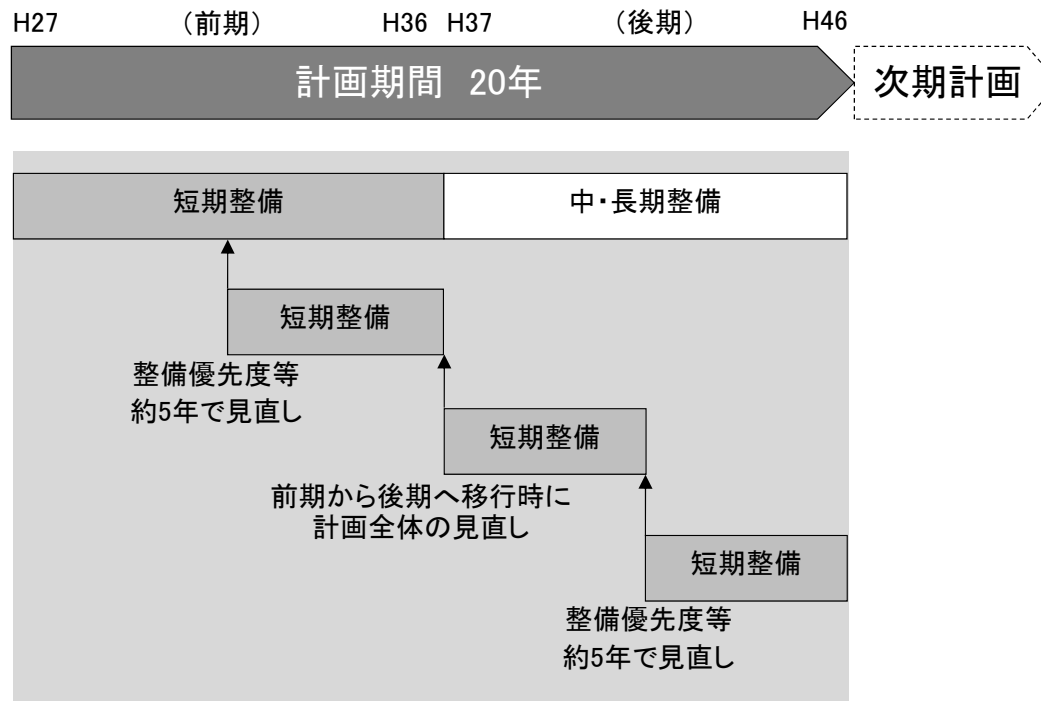 H27 （前期） H36 H37 （後期） H46
計画期間 20年
次期計画
短期整備
中・長期整備
短期整備
整備優先度等
約5年で見直し
短期整備
前期から後期へ移行時に
計画全体の見直し
短期整備
整備優先度等
約5年で見直し